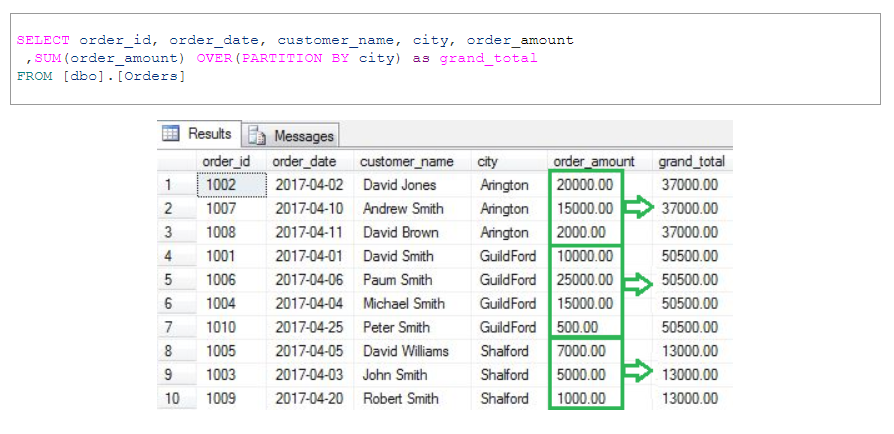 SELECT order_id, order_date, customer_name, city, order_amount
,SUM(order_amount) OVER(PARTITION BY city) as grand_total
FROM [dbo].[Orders]
Results Messages
order_id order_date customer_name city order_amount grand_total
1 1002 2017-04-02 David Jones Arington 20000.00 37000.00
2 1007 2017-04-10 Andrew Smith Arington 15000.00 37000.00
3 1008 2017-04-11 David Brown Arington 2000.00 37000.00
4 1001 2017-04-01 David Smith GuildFord 10000.00 50500.00
5 1006 2017-04-06 Paum Smith GuildFord 25000.00 50500.00
6 1004 2017-04-04 Michael Smith GuildFord 15000.00 50500.00
7 1010 2017-04-25 Peter Smith GuildFord 500.00 50500.00
8 1005 2017-04-05 David Williams Shalford 7000.00 13000.00
9 1003 2017-04-03 John Smith Shalford 5000.00 13000.00
10 1009 2017-04-20 Robert Smith Shalford 1000.00 13000.00